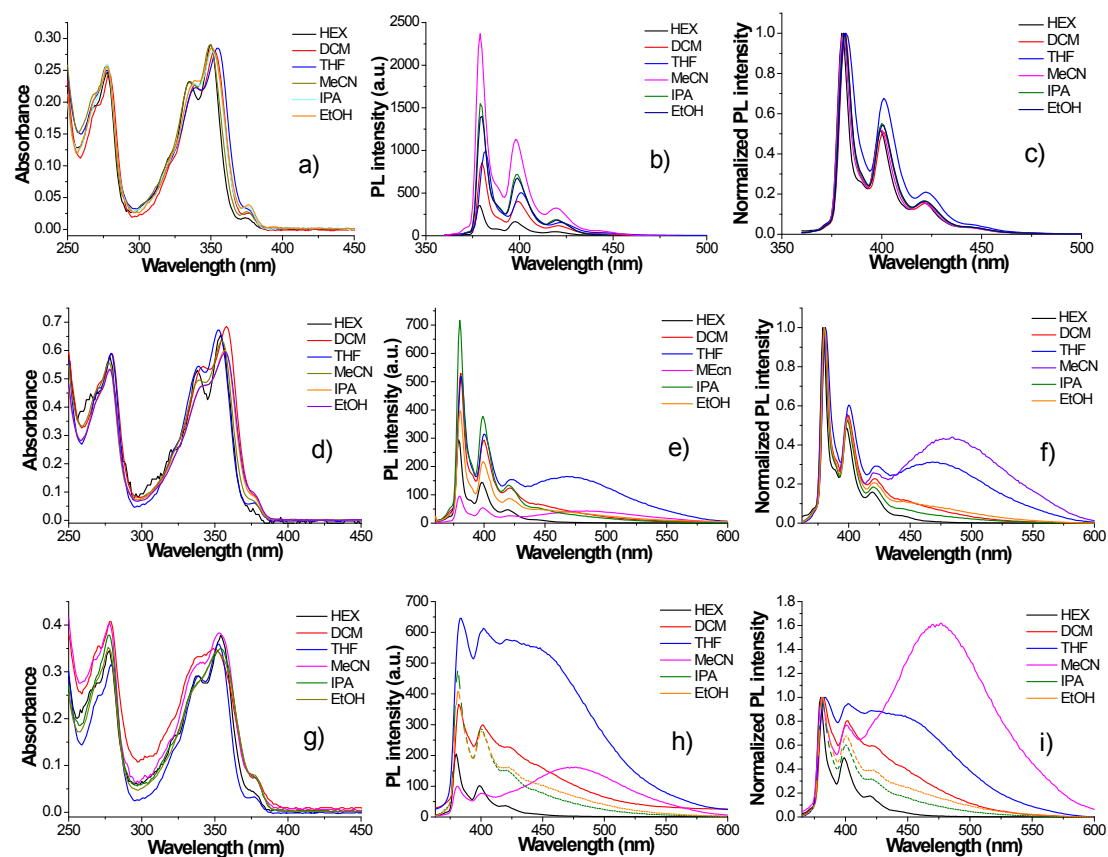 0.30
0.25
0.20
0.15
0.10
0.05
0.00
Absorbance
250 300 350 400 450
Wavelength (nm)
HEX
DCM
THF
MeCN
IPA
EtOH
a)
2500
2000
1500
1250
1000
750
500
250
0
PL intensity (a.u.)
350 400 450 500
Wavelength (nm)
HEX
DCM
THF
MeCN
IPA
EtOH
b)
1.0
0.8
0.6
0.4
0.2
0.0
Normalized PL intensity
350 400 450 500
Wavelength (nm)
HEX
DCM
THF
MeCN
IPA
EtOH
c)
0.7
0.6
0.5
0.4
0.3
0.2
0.1
0.0
Absorbance
250 300 350 400 450
Wavelength (nm)
HEX
DCM
THF
MeCN
IPA
EtOH
d)
700
600
500
400
300
200
100
0
PL intensity (a.u.)
400 450 500 550 600
Wavelength (nm)
HEX
DCM
THF
MEcn
IPA
EtOH
e)
1.0
0.8
0.6
0.4
0.2
0.0
Normalized PL intensity
400 450 500 550 600
Wavelength (nm)
HEX
DCM
THF
MeCN
IPA
EtOH
f)
0.4
0.3
0.2
0.1
0.0
Absorbance
250 300 350 400 450
Wavelength (nm)
HEX
DCM
THF
MeCN
IPA
EtOH
g)
700
600
500
400
300
200
100
0
PL intensity (a.u.)
400 450 500 550 600
Wavelength (nm)
HEX
DCM
THF
MeCN
IPA
EtOH
h)
1.8
1.6
1.4
1.2
1.0
0.8
0.6
0.4
0.2
0.0
Normalized PL intensity
400 450 500 550 600
Wavelength (nm)
HEX
DCM
THF
MeCN
IPA
EtOH
i)